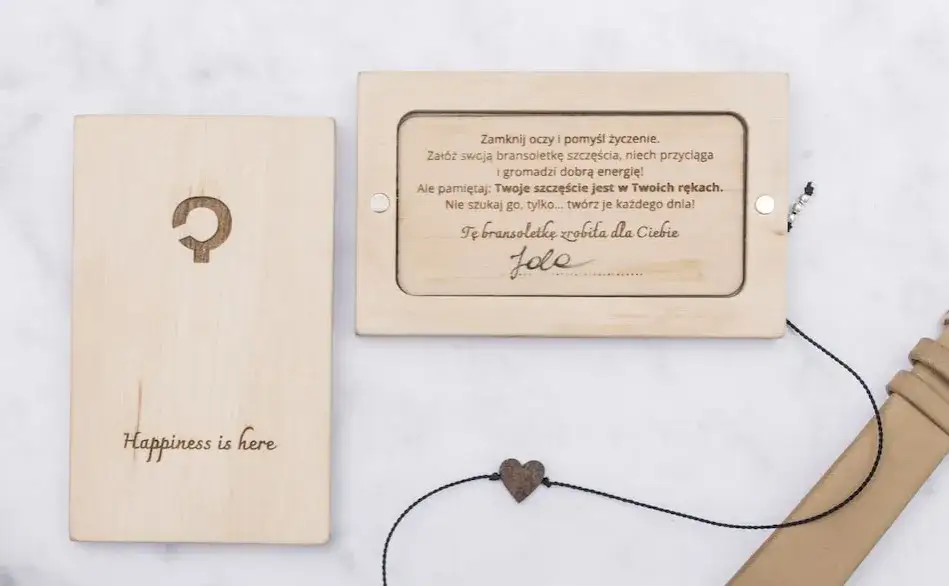 Happiness is here
Zamknij oczy i pomyśl życzenie.
Załóż swoją bransoletkę szczęścia, niech przyciąga
i gromadzi dobrą energię!
Ale pamiętaj: Twoje szczęście jest w Twoich rękach.
Nie szukaj go, tylko... twórz je każdego dnia!
Tę bransoletkę zrobiła dla Ciebie
Jola